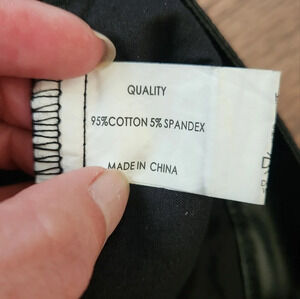 QUALITY
95%COTTON 5% SPANDEX
MADE IN CHINA